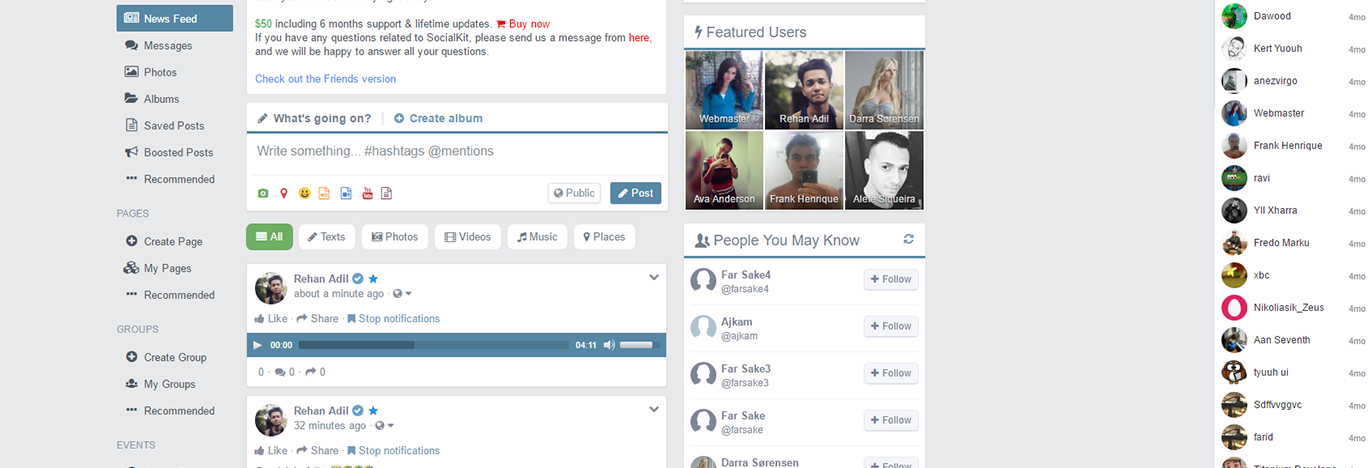 News Feed
Messages
Photos
Albums
Saved Posts
Boosted Posts
Recommended
PAGES
Create Page
My Pages
Recommended
GROUPS
Create Group
My Groups
Recommended
EVENTS
$50 including 6 months support & lifetime updates. Buy now
If you have any questions related to SocialKit, please send us a message from here,
and we will be happy to answer all your questions.
Check out the Friends version
What's going on? Create album
Write something... #hashtags @mentions
Public Post
All Texts Photos Videos Music Places
Rehan Adil
about a minute ago ·
Like · Share · Stop notifications
00:00 04:11
0 · 0 · 0
Rehan Adil
32 minutes ago ·
Like · Share · Stop notifications
Featured Users
Webmaster Rehan Adil Darra Sørensen
Ava Anderson Frank Henrique Alete Siqueira
People You May Know
Far Sake4
@farsake4
Follow
Ajkam
@ajkam
Follow
Far Sake3
@farsake3
Follow
Far Sake
@farsake
Follow
Darra Sørensen
Follow
Dawood 4mo
Kert Yuouh 4mo
anezvirgo 4mo
Webmaster 4mo
Frank Henrique 4mo
ravi 4mo
Yll Xharra 4mo
Fredo Marku 4mo
xbc 4mo
Nikoliasik_Zeus 4mo
Aan Seventh 4mo
tyuuh ui 4mo
Sdffvvggvc 4mo
farid 4mo